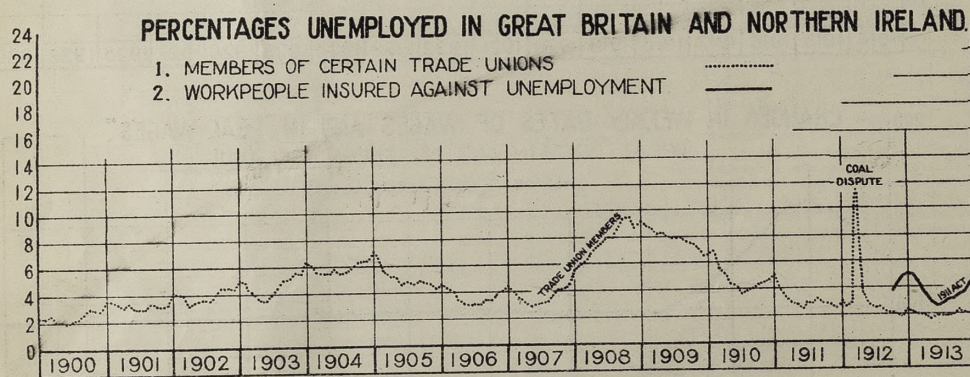 PERCENTAGES UNEMPLOYED IN GREAT BRITAIN AND NORTHERN IRELAND.
1. MEMBERS OF CERTAIN TRADE UNIONS
2. WORKPEOPLE INSURED AGAINST UNEMPLOYMENT
24
22
20
18
16
14
12
10
8
6
4
2
0
COAL
DISPUTE
TRADE UNION MEMBERS
1911 ACT
1900 1901 1902 1903 1904 1905 1906 1907 1908 1909 1910 1911 1912 1913